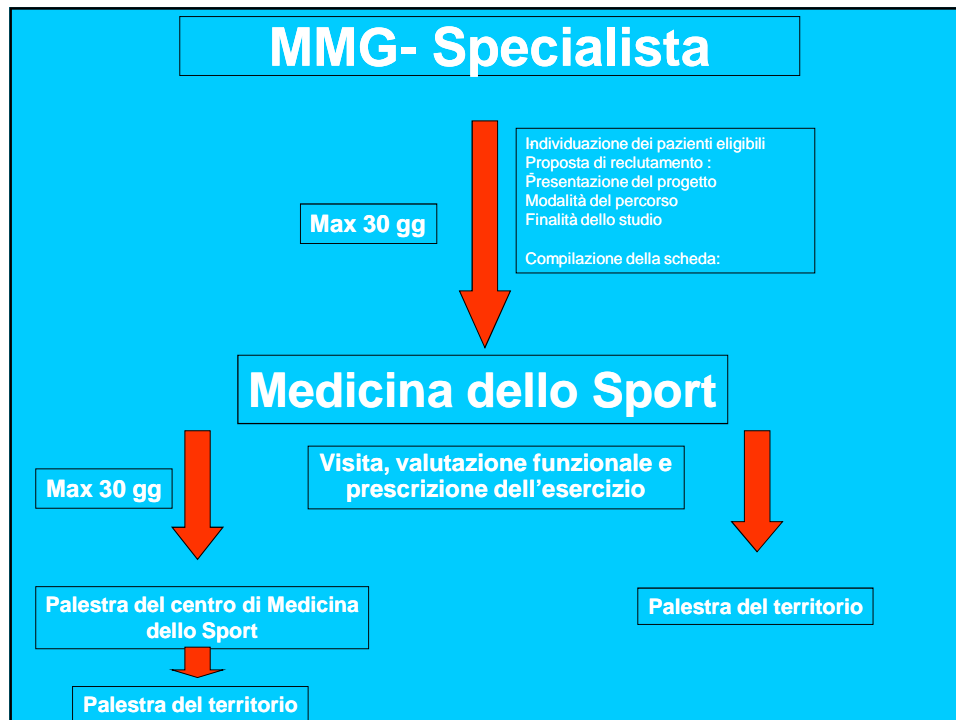 MMG- Specialista
Individuazione dei pazienti eligibili
Proposta di reclutamento :
Presentazione del progetto
Modalità del percorso
Finalità dello studio
Compilazione della scheda:
Max 30 gg
Medicina dello Sport
Visita, valutazione funzionale e
prescrizione dell'esercizio
Max 30 gg
Palestra del centro di Medicina
dello Sport
Palestra del territorio
Palestra del territorio